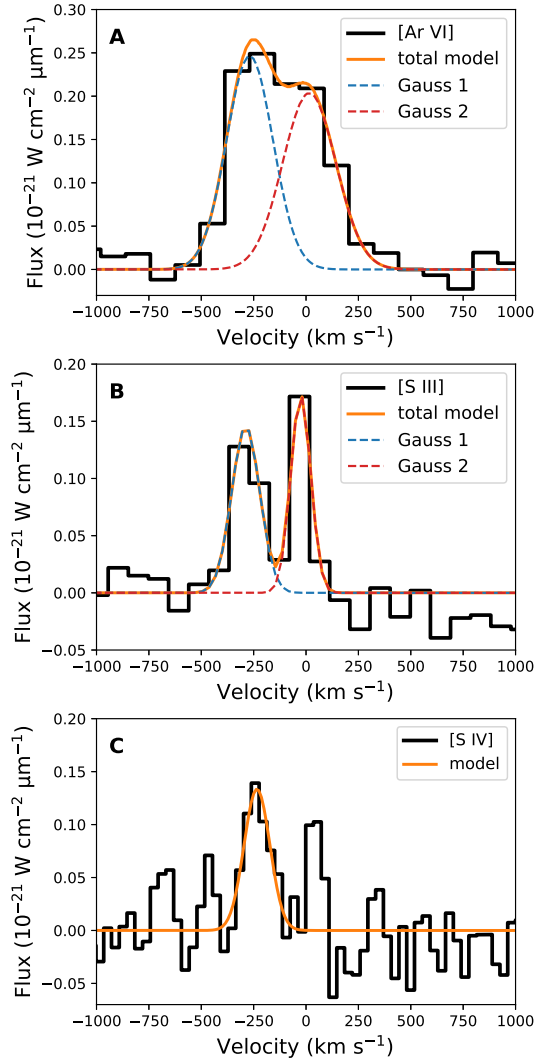 A
[Ar VI]
total model
Gauss 1
Gauss 2
Flux (10⁻²¹ W cm⁻² μm⁻¹)
0.30
0.25
0.20
0.15
0.10
0.05
0.00
−1000 −750 −500 −250 0 250 500 750 1000
Velocity (km s⁻¹)
B
[S III]
total model
Gauss 1
Gauss 2
Flux (10⁻²¹ W cm⁻² μm⁻¹)
0.20
0.15
0.10
0.05
0.00
−0.05
−1000 −750 −500 −250 0 250 500 750 1000
Velocity (km s⁻¹)
C
[S IV]
model
Flux (10⁻²¹ W cm⁻² μm⁻¹)
0.20
0.15
0.10
0.05
0.00
−0.05
−1000 −750 −500 −250 0 250 500 750 1000
Velocity (km s⁻¹)